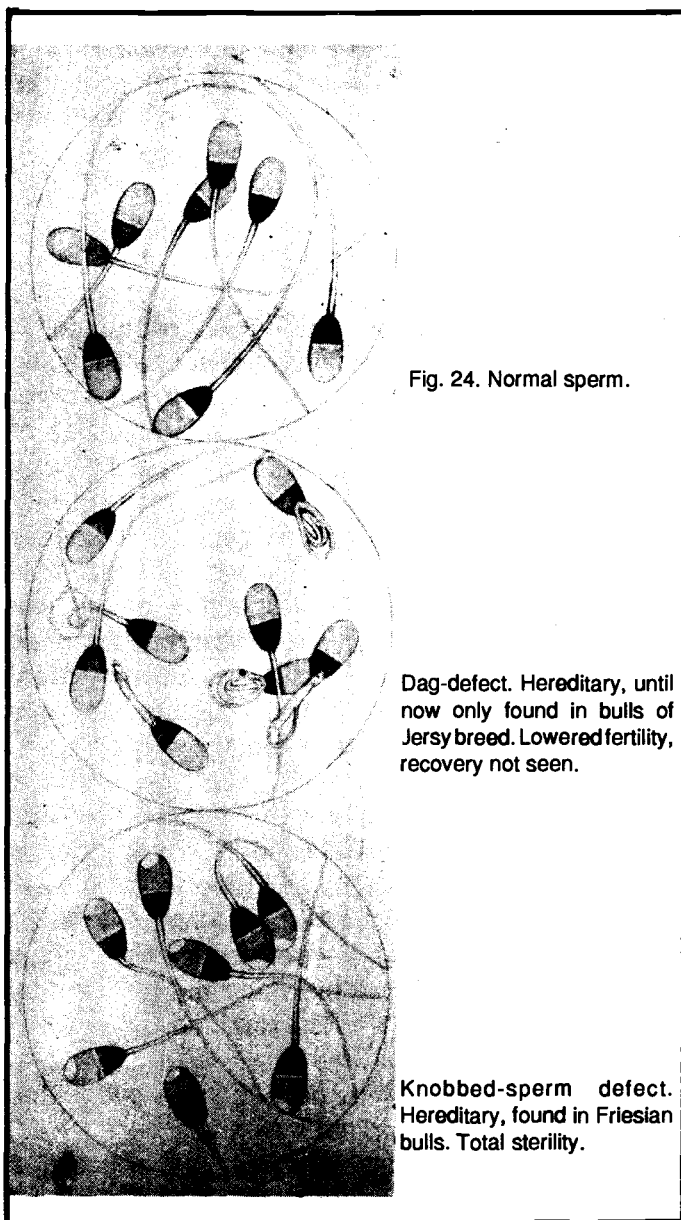 Fig. 24. Normal sperm.
Dag-defect. Hereditary, until
now only found in bulls of
Jersy breed. Lowered fertility,
recovery not seen.
Knobbed-sperm defect.
Hereditary, found in Friesian
bulls. Total sterility.